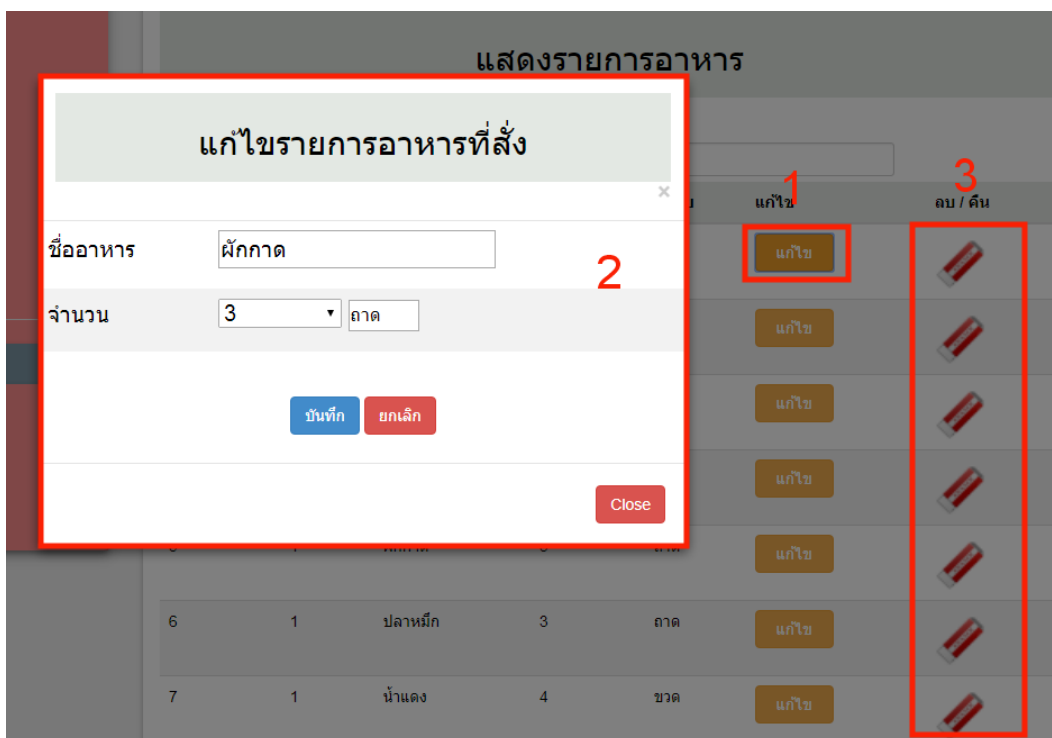 แสดงรายการอาหาร
แก้ไขรายการอาหารที่สั่ง
×
1
3
แก้ไข
ลบ / คืน
ชื่ออาหาร ผักกาด
2
แก้ไข
จำนวน 3 ถาด
แก้ไข
บันทึก ยกเลิก
แก้ไข
แก้ไข
Close
แก้ไข
6 1 ปลาหมึก 3 ถาด แก้ไข
7 1 น้ำแดง 4 ขวด แก้ไข